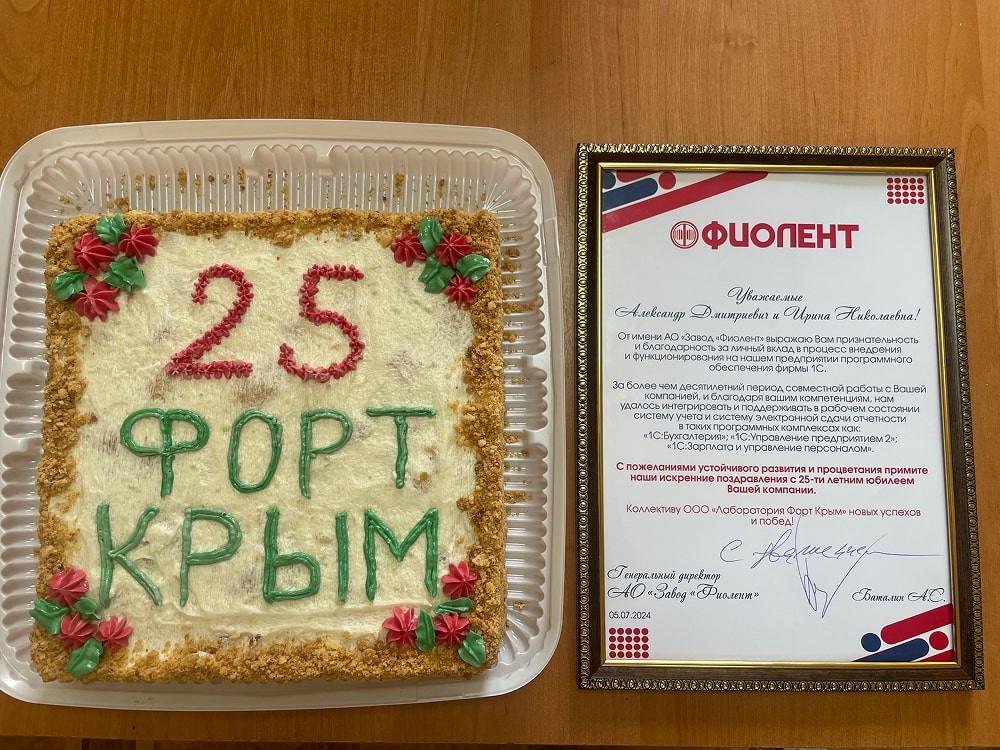 25
ФОРТ
КРЫМ
ФИОЛЕНТ
Уважаемые
Александр Дмитриевич и Ирина Николаевна!
От имени АО «Завод «Фиолент» выражаю Вам признательность
и благодарность за личный вклад в процесс внедрения
и функционирования на нашем предприятии программного
обеспечения фирмы 1С.
За более чем десятилетний период совместной работы с Вашей
компанией, и благодаря вашим компетенциям, нам
удалось интегрировать и поддерживать в рабочем состоянии
систему учета и систему электронной сдачи отчетности
в таких программных комплексах как:
«1С:Бухгалтерия»; «1С:Управление предприятием 2»;
«1С:Зарплата и управление персоналом».
С пожеланиями устойчивого развития и процветания примите
наши искренние поздравления с 25-ти летним юбилеем
Вашей компании.
Коллективу ООО «Лаборатория Форт Крым» новых успехов
и побед!
Генеральный директор
АО «Завод «Фиолент»
Баталин А.С.
05.07.2024